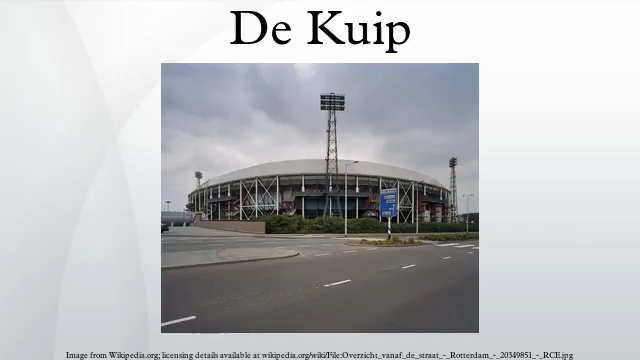 De Kuip
Image from Wikipedia.org; licensing details available at wikipedia.org/wiki/File:Overzicht_vanaf_de_straat_-_Rotterdam_-_20349851_-_RCE.jpg